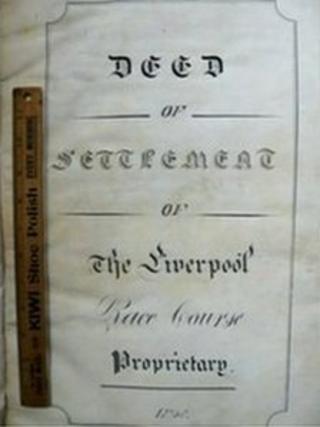 DEED
OF
SETTLEMENT
OF
The Liverpool
Race Course
Proprietary.
KIWI Shoe Polish